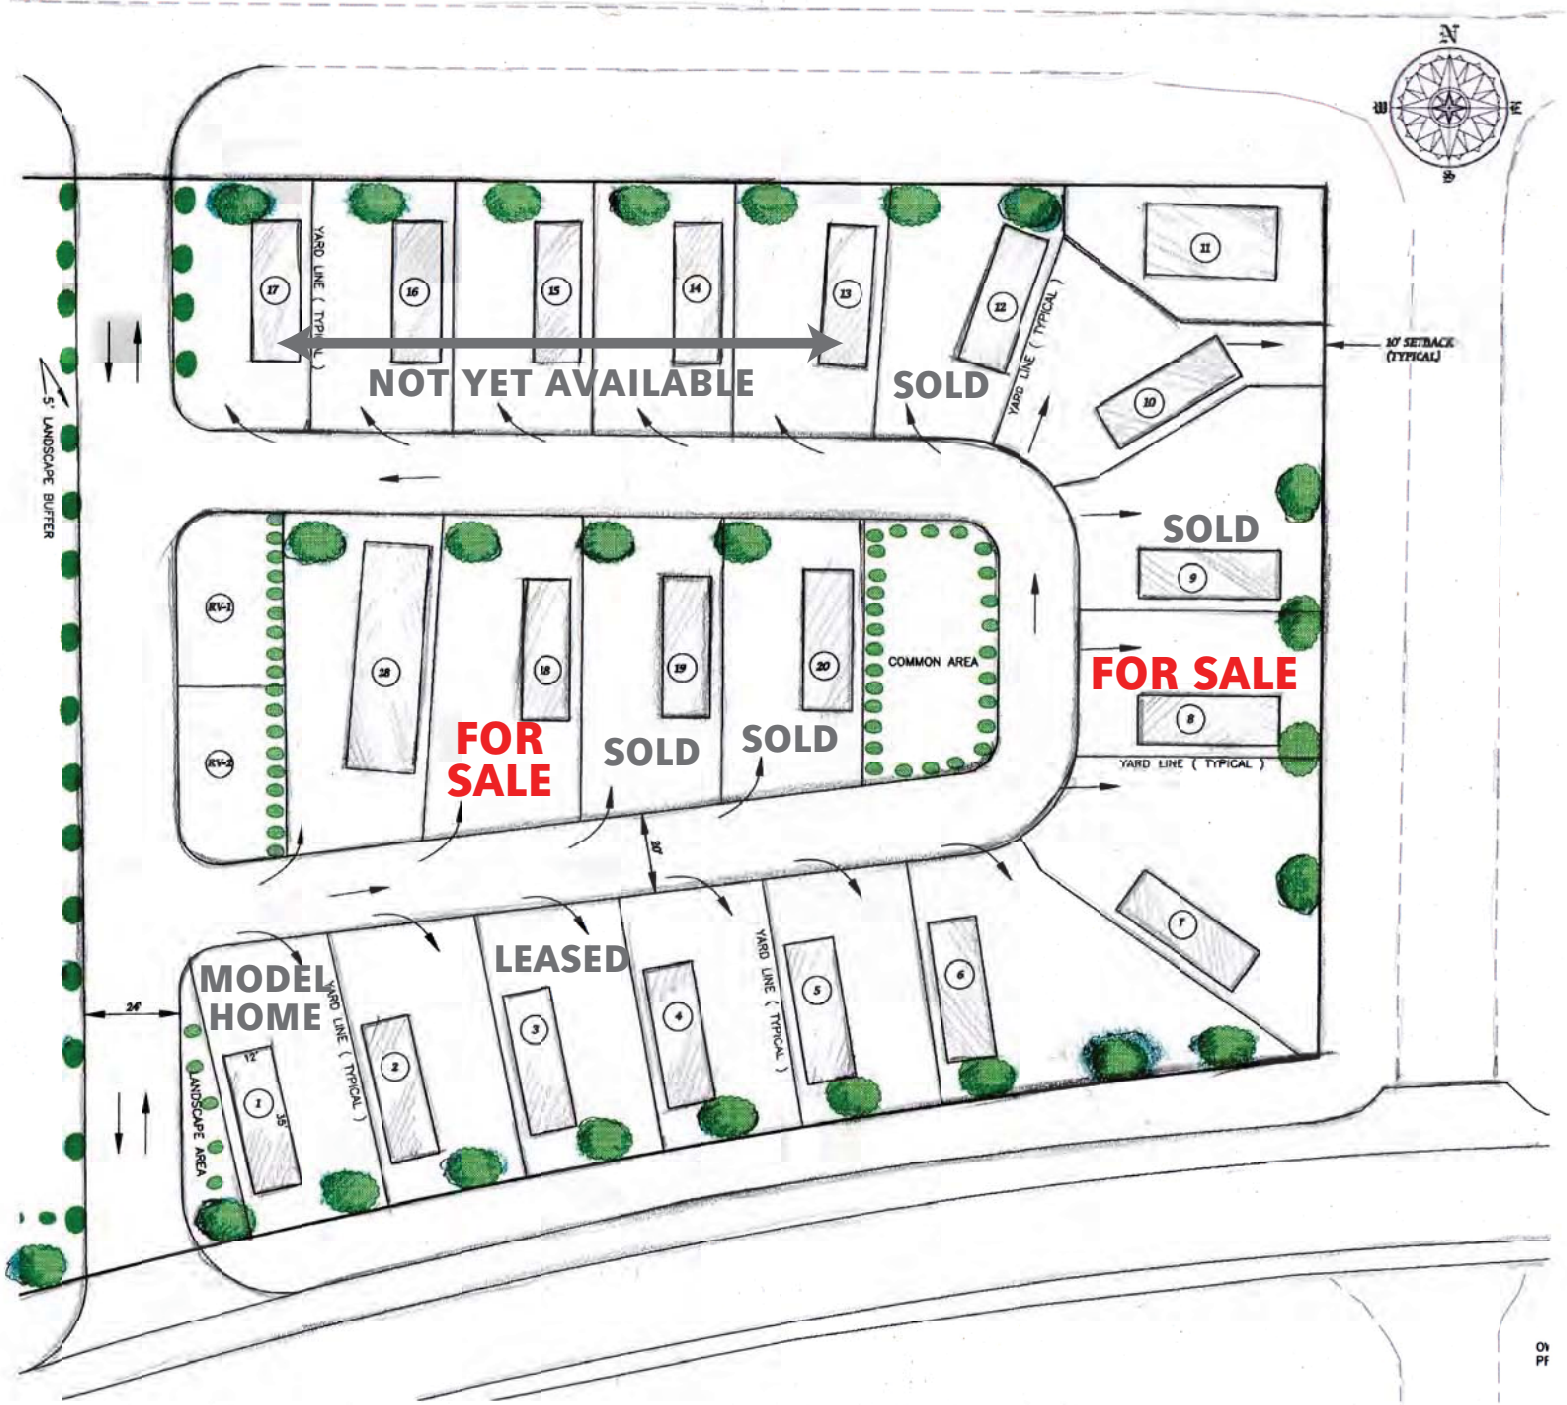 N
W
E
S
11
17
16
15
14
13
12
YARD LINE ( TYPICAL )
YARD LINE ( TYPICAL )
10' SETBACK
(TYPICAL)
NOT YET AVAILABLE
SOLD
10
5' LANDSCAPE BUFFER
SOLD
9
RV-1
28
18
19
20
COMMON AREA
FOR SALE
8
YARD LINE ( TYPICAL )
RV-2
FOR
SALE
SOLD
SOLD
20'
7
MODEL
HOME
LEASED
YARD LINE ( TYPICAL )
YARD LINE ( TYPICAL )
24'
12'
35'
1
2
3
4
5
6
LANDSCAPE AREA